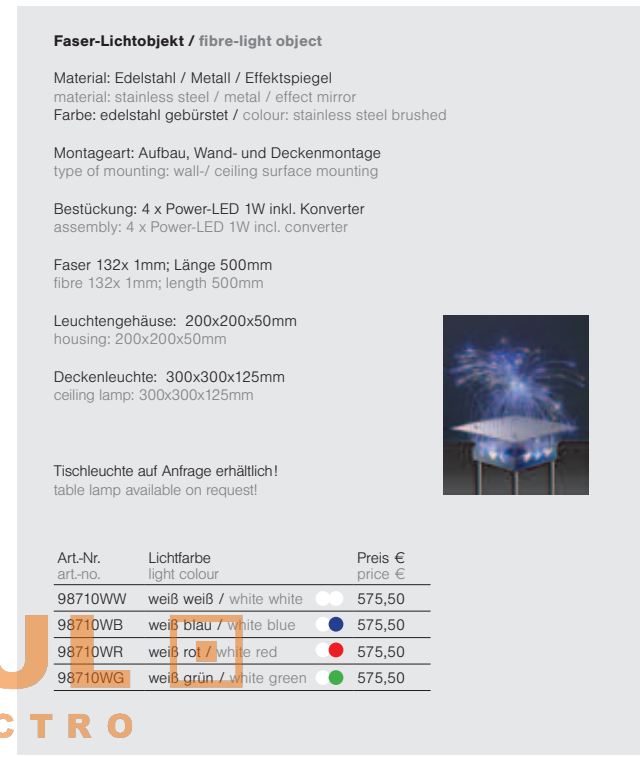 Faser-Lichtobjekt / fibre-light object
Material: Edelstahl / Metall / Effektspiegel
material: stainless steel / metal / effect mirror
Farbe: edelstahl gebürstet / colour: stainless steel brushed
Montageart: Aufbau, Wand- und Deckenmontage
type of mounting: wall-/ ceiling surface mounting
Bestückung: 4 x Power-LED 1W inkl. Konverter
assembly: 4 x Power-LED 1W incl. converter
Faser 132x 1mm; Länge 500mm
fibre 132x 1mm; length 500mm
Leuchtengehäuse: 200x200x50mm
housing: 200x200x50mm
Deckenleuchte: 300x300x125mm
ceiling lamp: 300x300x125mm
Tischleuchte auf Anfrage erhältlich!
table lamp available on request!
Art.-Nr. Lichtfarbe Preis €
art.-no. light colour price €
98710WW weiß weiß / white white 575,50
98710WB weiß blau / white blue 575,50
98710WR weiß rot / white red 575,50
98710WG weiß grün / white green 575,50
UL
CTRO